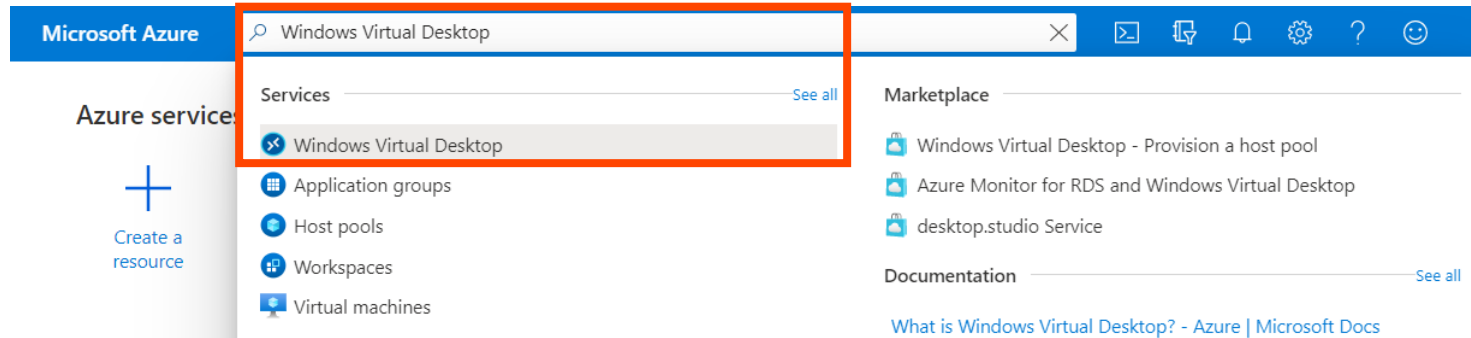 Microsoft Azure
Windows Virtual Desktop
Azure services
Create a
resource
Services
See all
Windows Virtual Desktop
Application groups
Host pools
Workspaces
Virtual machines
Marketplace
Windows Virtual Desktop - Provision a host pool
Azure Monitor for RDS and Windows Virtual Desktop
desktop.studio Service
Documentation
See all
What is Windows Virtual Desktop? - Azure | Microsoft Docs